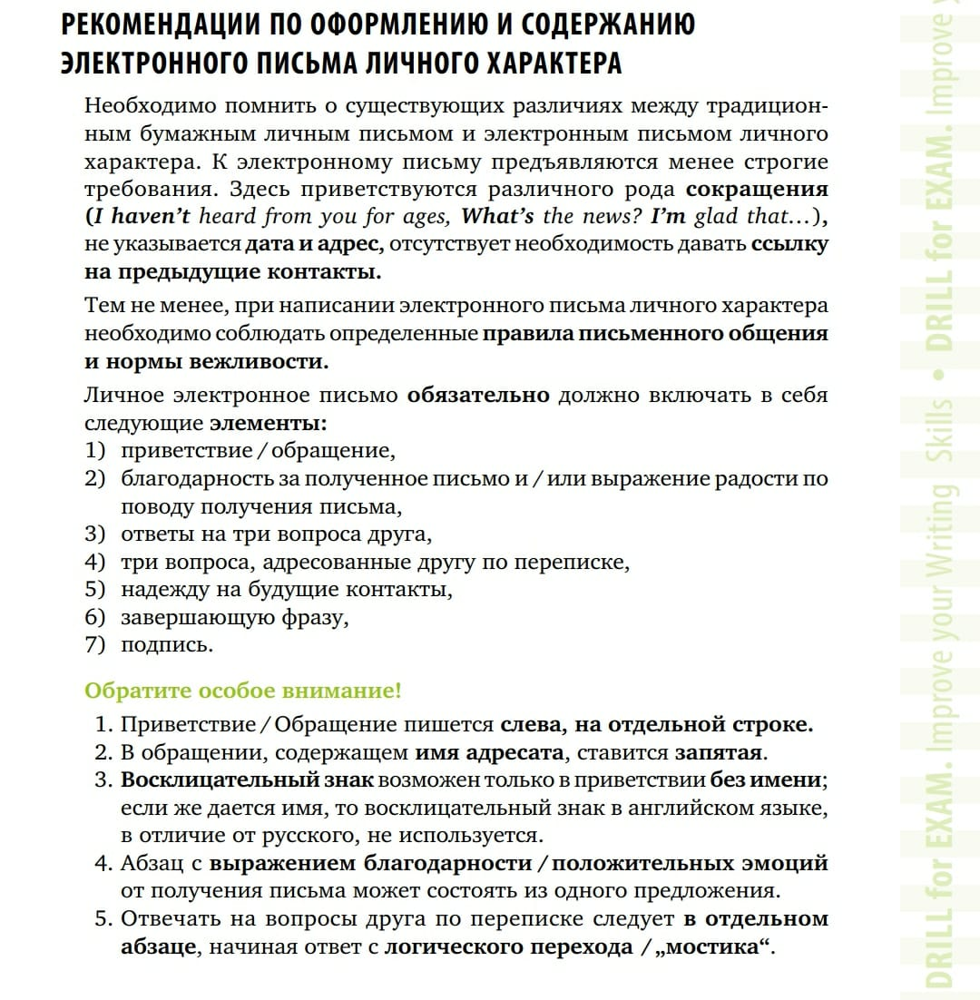 РЕКОМЕНДАЦИИ ПО ОФОРМЛЕНИЮ И СОДЕРЖАНИЮ
ЭЛЕКТРОННОГО ПИСЬМА ЛИЧНОГО ХАРАКТЕРА
Необходимо помнить о существующих различиях между традицион-
ным бумажным личным письмом и электронным письмом личного
характера. К электронному письму предъявляются менее строгие
требования. Здесь приветствуются различного рода сокращения
(I haven’t heard from you for ages, What’s the news? I’m glad that…),
не указывается дата и адрес, отсутствует необходимость давать ссылку
на предыдущие контакты.
Тем не менее, при написании электронного письма личного характера
необходимо соблюдать определенные правила письменного общения
и нормы вежливости.
Личное электронное письмо обязательно должно включать в себя
следующие элементы:
1) приветствие / обращение,
2) благодарность за полученное письмо и / или выражение радости по
поводу получения письма,
3) ответы на три вопроса друга,
4) три вопроса, адресованные другу по переписке,
5) надежду на будущие контакты,
6) завершающую фразу,
7) подпись.
Обратите особое внимание!
1. Приветствие / Обращение пишется слева, на отдельной строке.
2. В обращении, содержащем имя адресата, ставится запятая.
3. Восклицательный знак возможен только в приветствии без имени;
если же дается имя, то восклицательный знак в английском языке,
в отличие от русского, не используется.
4. Абзац с выражением благодарности / положительных эмоций
от получения письма может состоять из одного предложения.
5. Отвечать на вопросы друга по переписке следует в отдельном
абзаце, начиная ответ с логического перехода / „мостика“.
DRILL for EXAM. Improve your Writing Skills • DRILL for EXAM. Improve